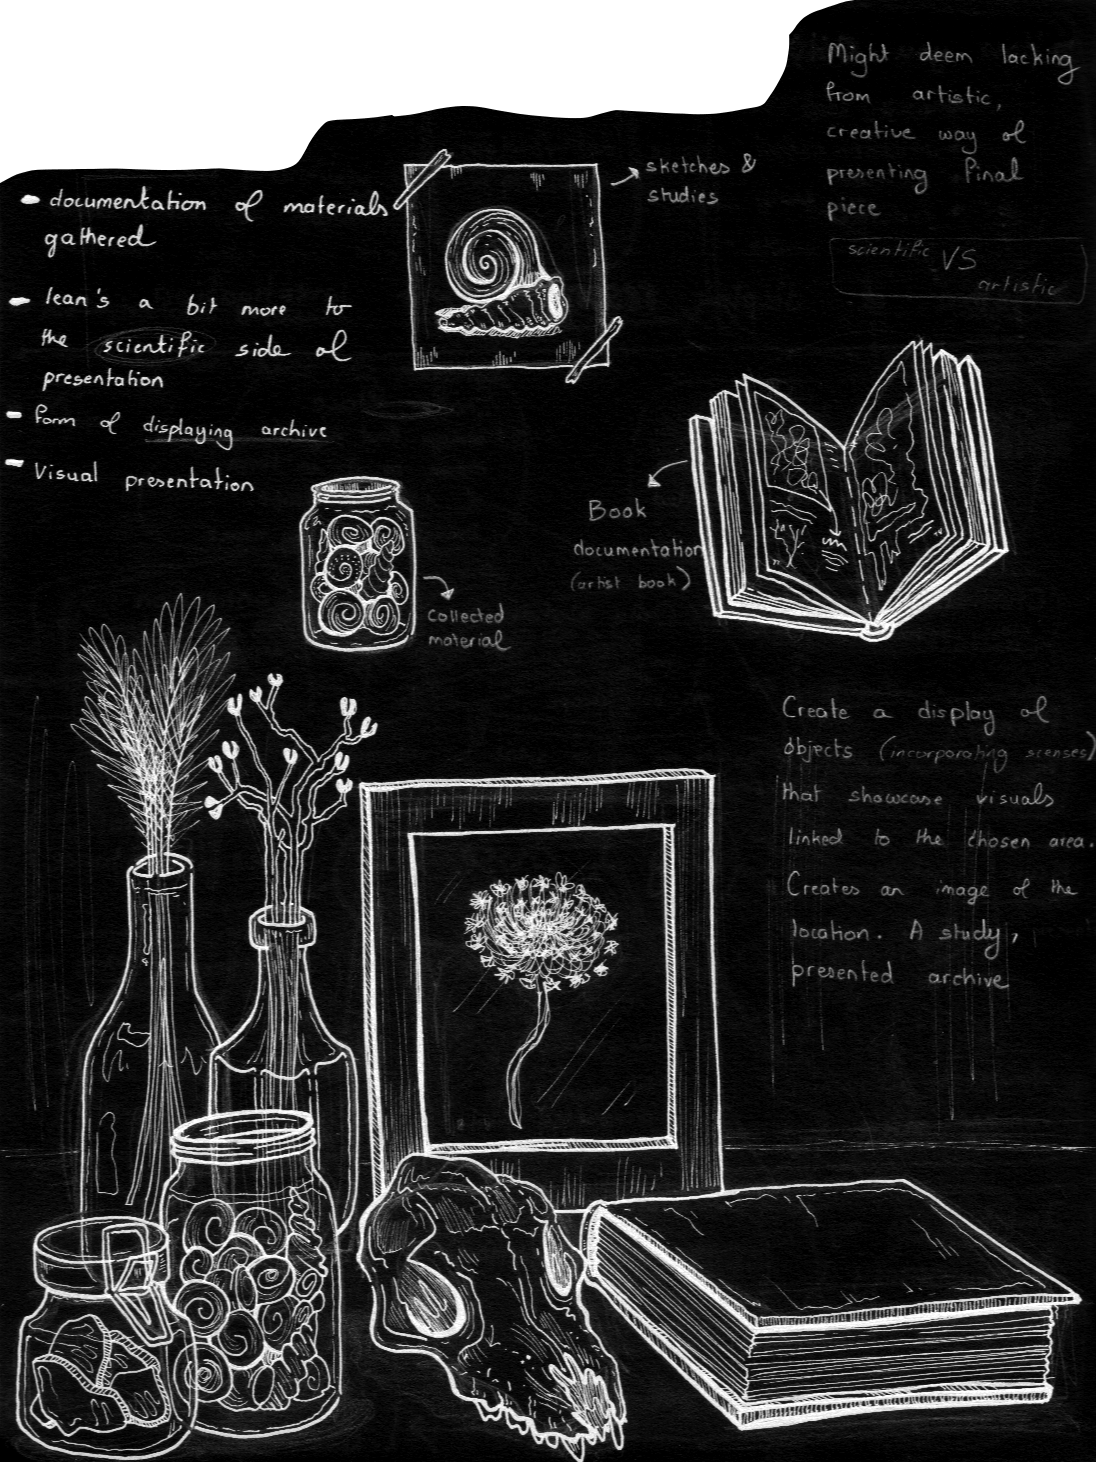 Might deem lacking
from artistic,
creative way of
presenting final
piece
scientific VS
artistic
sketches &
studies
- documentation of materials
gathered
- lean's a bit more to
the scientific side of
presentation
- form of displaying archive
- Visual presentation
Book
documentation
(artist book)
Collected
material
Create a display of
objects (incorporating scenses)
that showcase visuals
linked to the chosen area.
Creates an image of the
location. A study,
presented archive